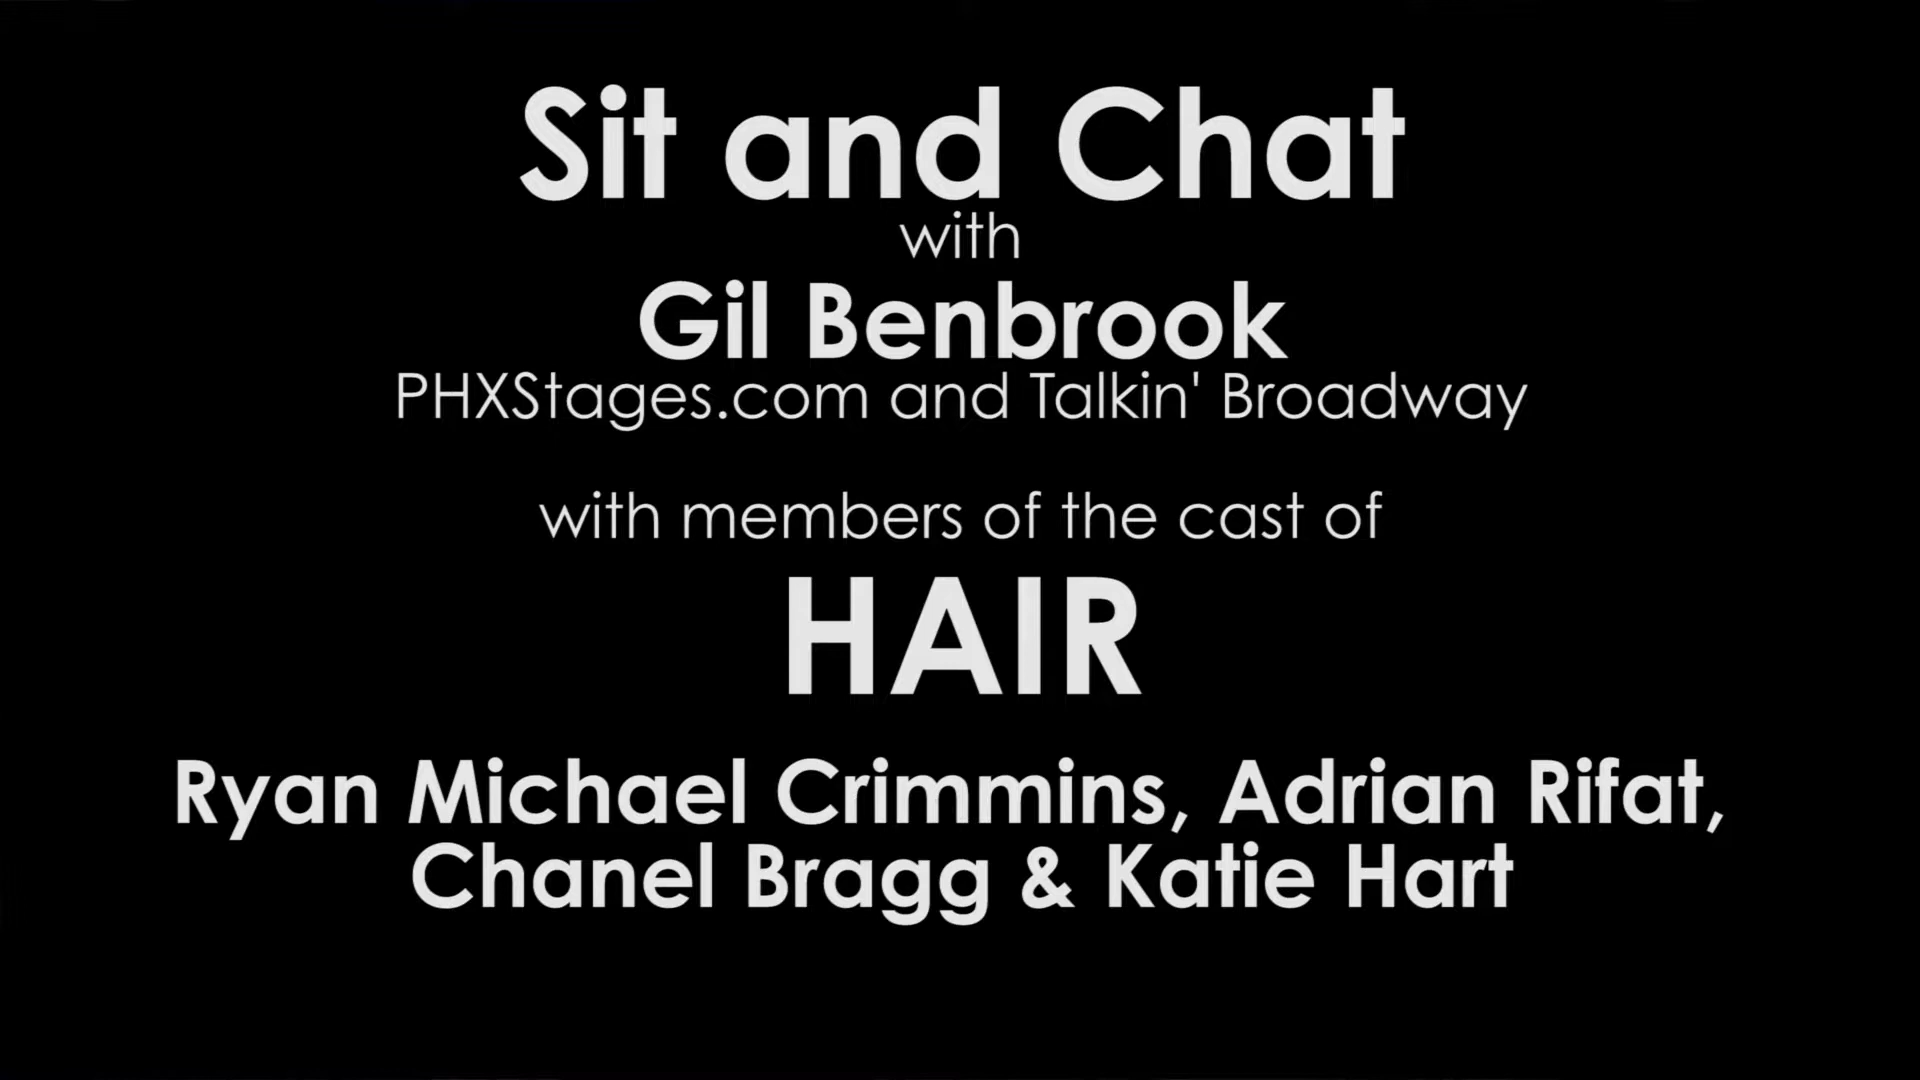 Sit and Chat
with
Gil Benbrook
PHXStages.com and Talkin' Broadway
with members of the cast of
HAIR
Ryan Michael Crimmins, Adrian Rifat,
Chanel Bragg & Katie Hart